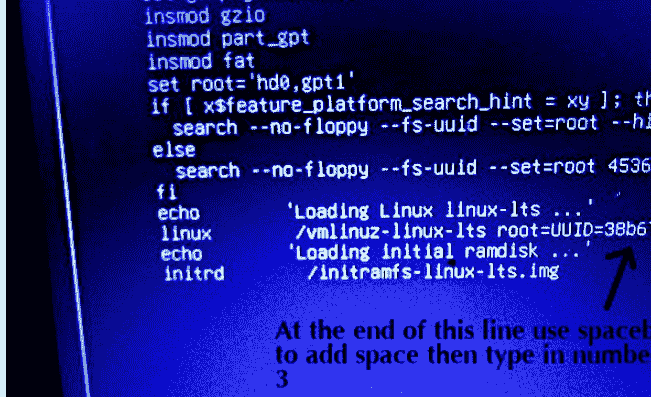 insmod gzio
insmod part_gpt
insmod fat
set root='hd0,gpt1'
if [ x$feature_platform_search_hint = xy ]; th
search --no-floppy --fs-uuid --set=root --hi
else
search --no-floppy --fs-uuid --set=root 4536
fi
echo 'Loading Linux linux-lts ...'
linux /vmlinuz-linux-lts root=UUID=38b6
echo 'Loading initial ramdisk ...'
initrd /initramfs-linux-lts.img
At the end of this line use spaceb
to add space then type in numbe
3